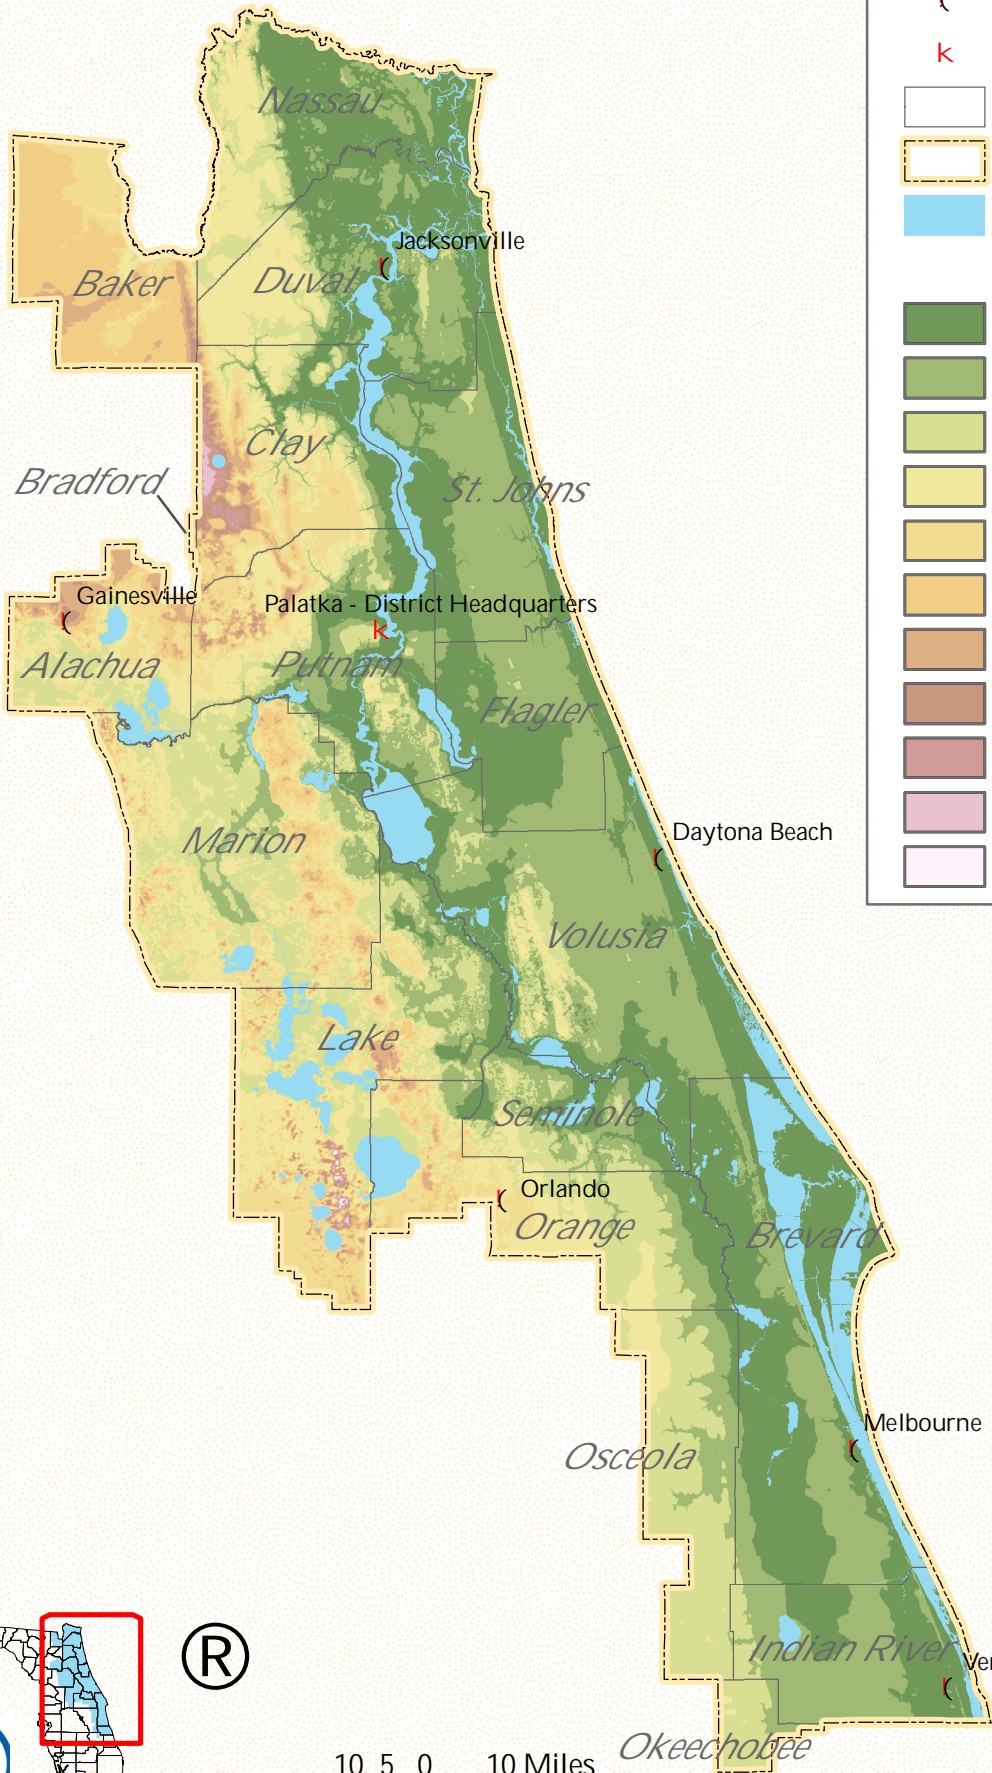 k
Nassau
Jacksonville
Baker
Duval
Clay
Bradford
St. Johns
Gainesville
Palatka - District Headquarters
k
Alachua
Putnam
Flagler
Marion
Daytona Beach
Volusia
Lake
Seminole
Orlando
Orange
Brevard
Melbourne
Osceola
®
Indian River
Ver
10 5 0 10 Miles
Okeechobee